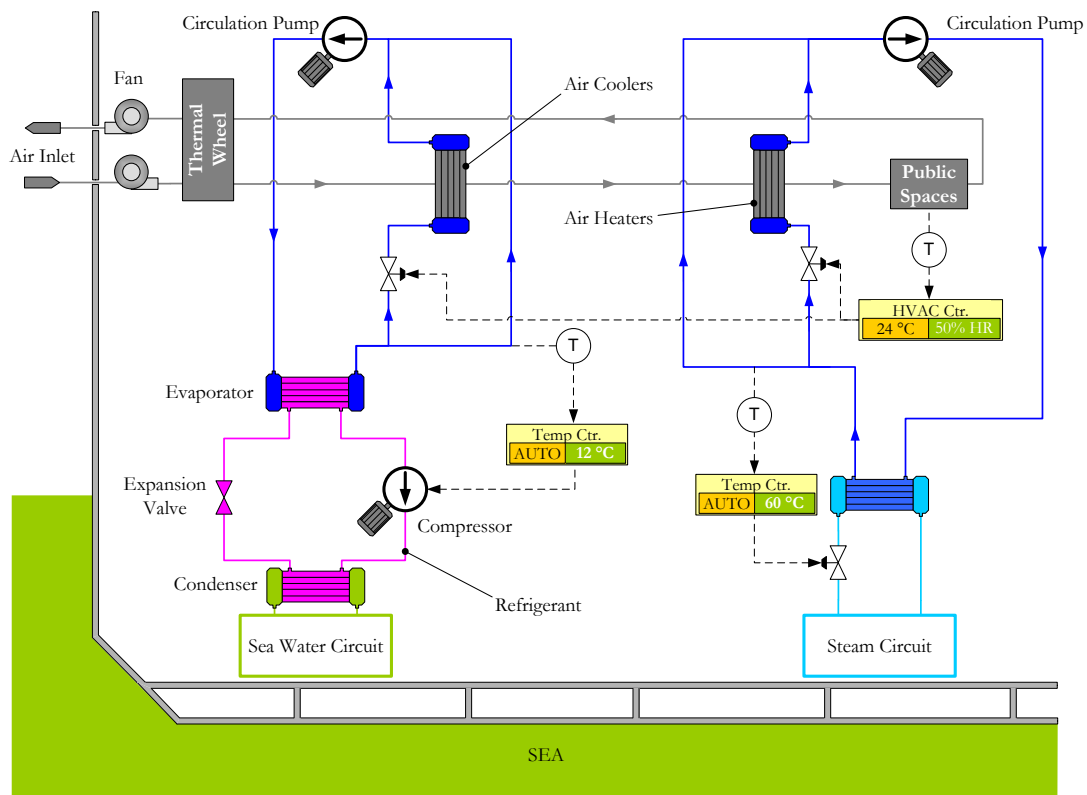 Circulation Pump
Circulation Pump
Fan
Air Coolers
Thermal
Wheel
Air Inlet
Public
Spaces
Air Heaters
T
HVAC Ctr.
24 °C
50% HR
T
Evaporator
T
Temp Ctr.
AUTO
12 °C
Temp Ctr.
AUTO
60 °C
Expansion
Valve
Compressor
Condenser
Refrigerant
Sea Water Circuit
Steam Circuit
SEA